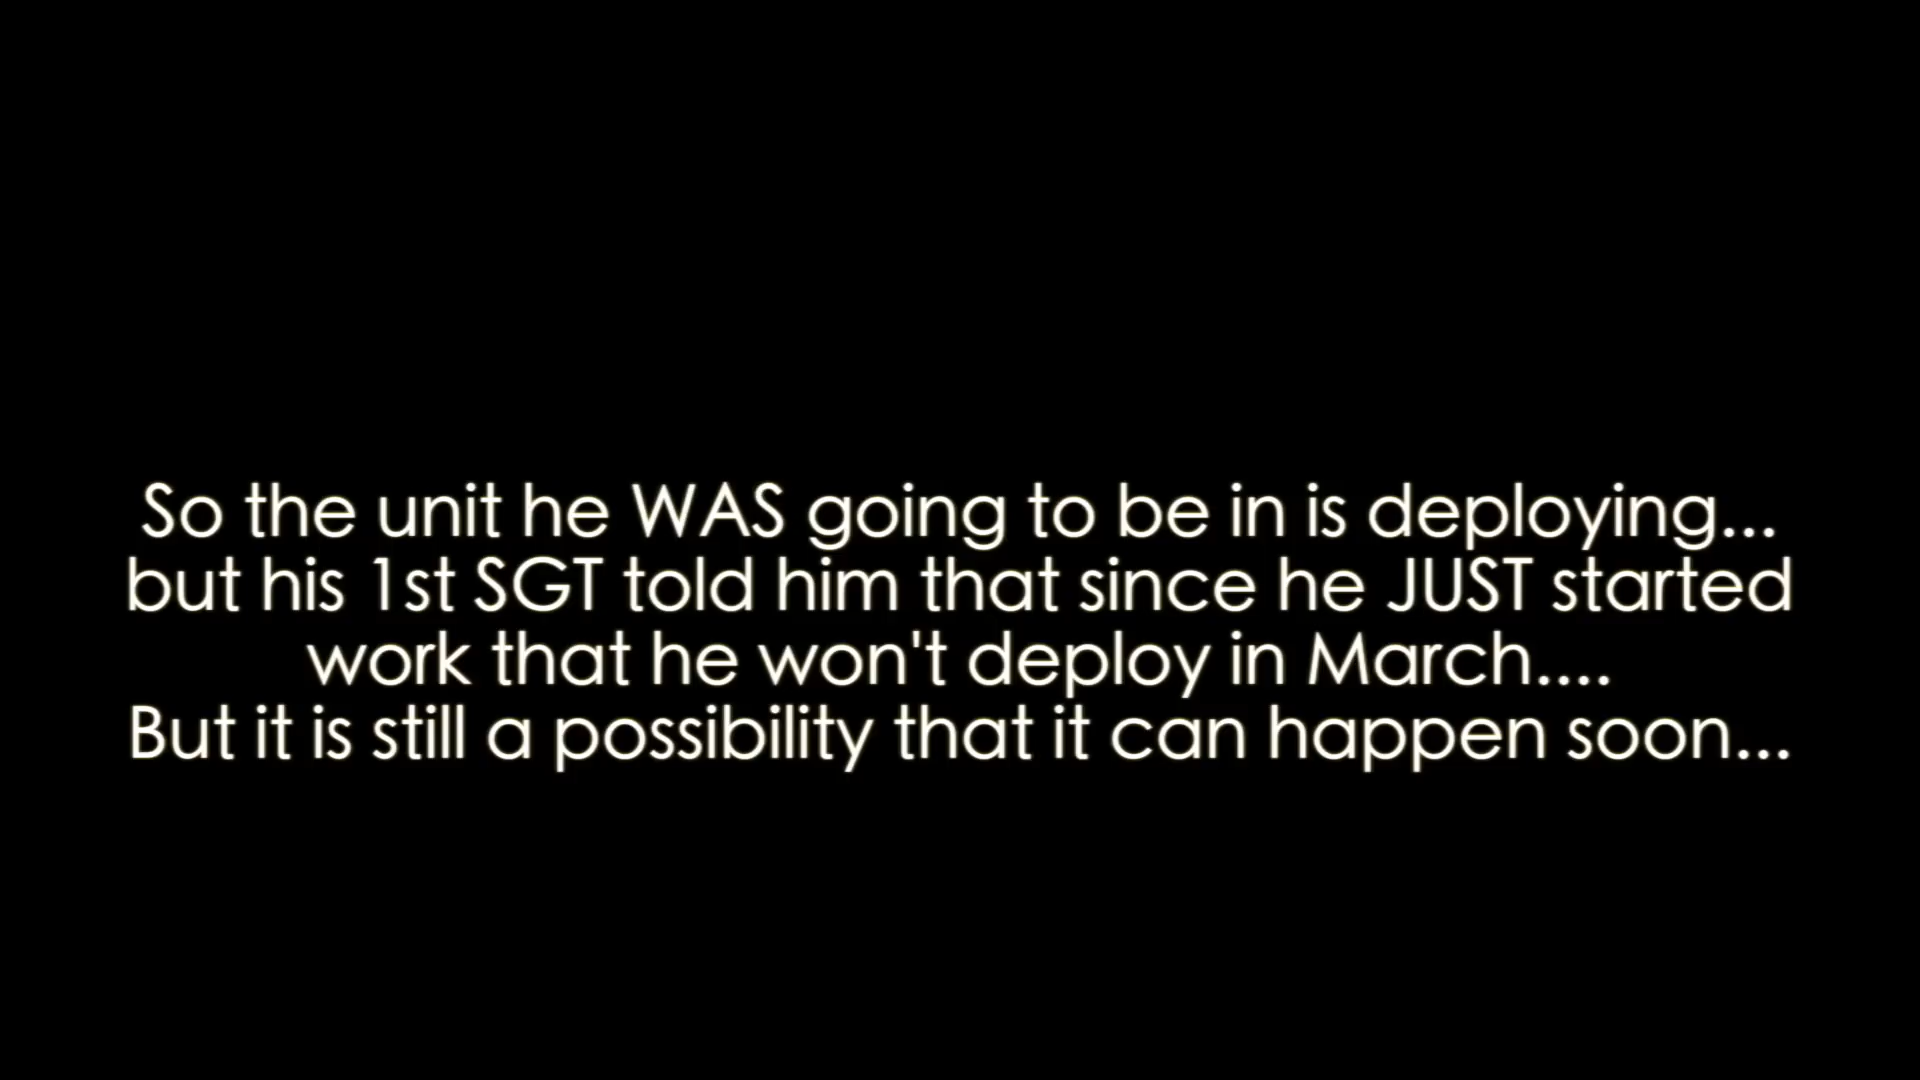 So the unit he WAS going to be in is deploying...
but his 1st SGT told him that since he JUST started
work that he won't deploy in March....
But it is still a possibility that it can happen soon...